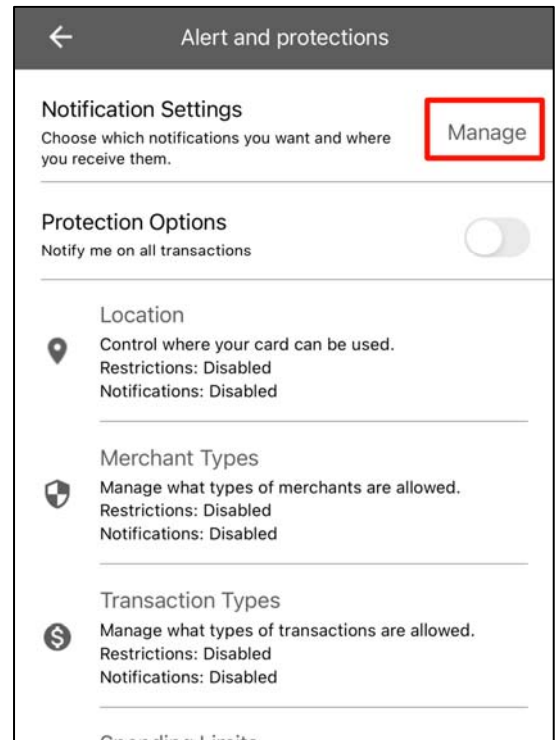 Alert and protections
Notification Settings
Choose which notifications you want and where
you receive them.
Manage
Protection Options
Notify me on all transactions
Location
Control where your card can be used.
Restrictions: Disabled
Notifications: Disabled
Merchant Types
Manage what types of merchants are allowed.
Restrictions: Disabled
Notifications: Disabled
Transaction Types
Manage what types of transactions are allowed.
Restrictions: Disabled
Notifications: Disabled
Spending Limits